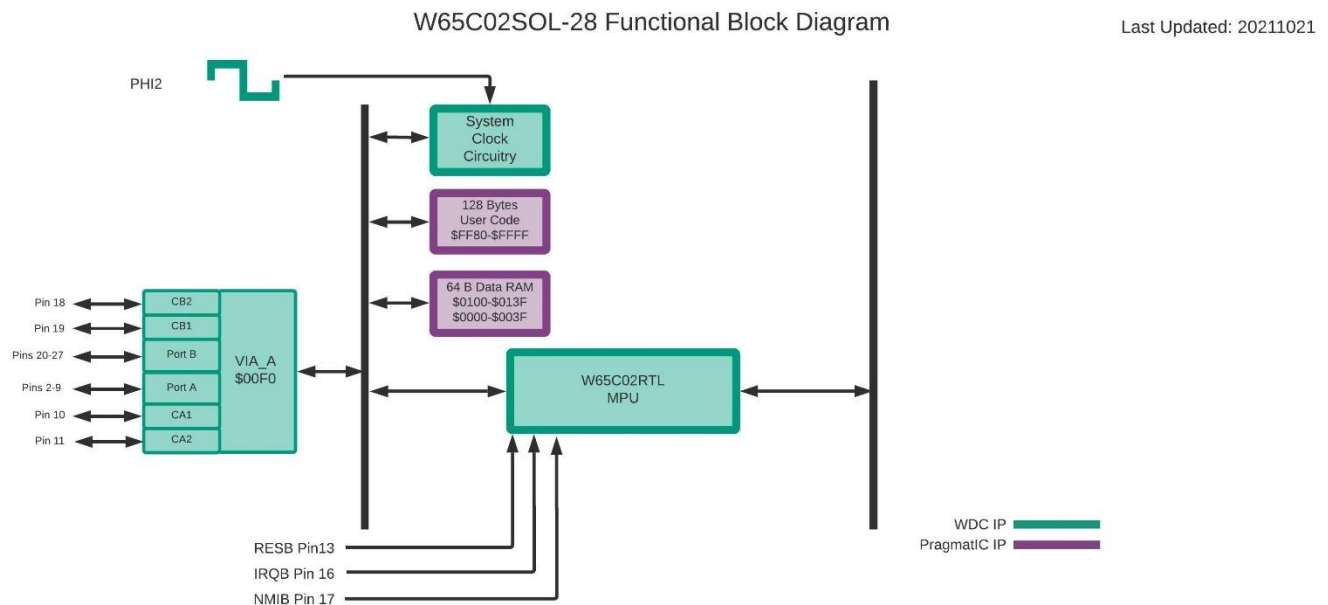 W65C02SOL-28 Functional Block Diagram
Last Updated: 20211021
PHI2
System
Clock
Circuitry
128 Bytes
User Code
$FF80-$FFFF
64 B Data RAM
$0100-$013F
$0000-$003F
Pin 18
CB2
Pin 19
CB1
Pins 20-27
Port B
Pins 2-9
Port A
Pin 10
CA1
Pin 11
CA2
VIA_A
$00F0
W65C02RTL
MPU
RESB Pin13
IRQB Pin 16
NMIB Pin 17
WDC IP
PragmatIC IP